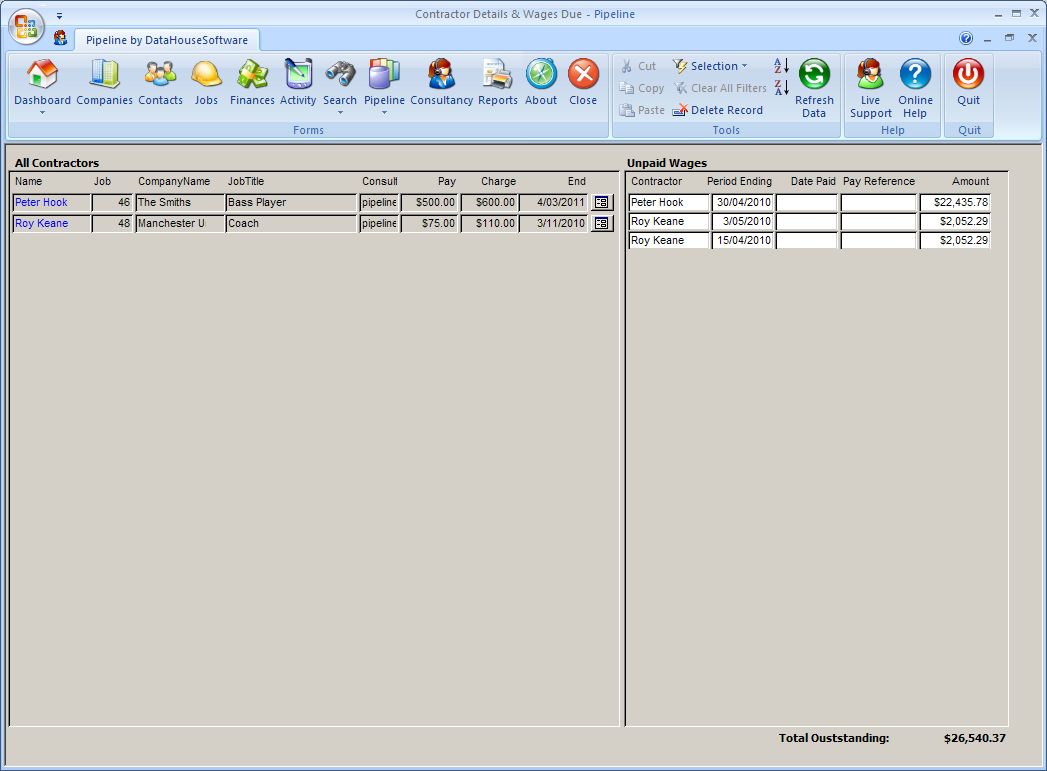 Contractor Details & Wages Due - Pipeline
Pipeline by DataHouseSoftware
Dashboard Companies Contacts Jobs Finances Activity Search Pipeline Consultancy Reports About Close
Forms
Cut Selection A Z
Copy Clear All Filters Z A
Paste Delete Record
Refresh Data
Tools
Live Support Online Help
Help
Quit
Quit
All Contractors
Name Job CompanyName JobTitle Consult Pay Charge End
Peter Hook 46 The Smiths Bass Player pipeline $500.00 $600.00 4/03/2011
Roy Keane 48 Manchester U Coach pipeline $75.00 $110.00 3/11/2010
Unpaid Wages
Contractor Period Ending Date Paid Pay Reference Amount
Peter Hook 30/04/2010 $22,435.78
Roy Keane 3/05/2010 $2,052.29
Roy Keane 15/04/2010 $2,052.29
Total Ouststanding: $26,540.37